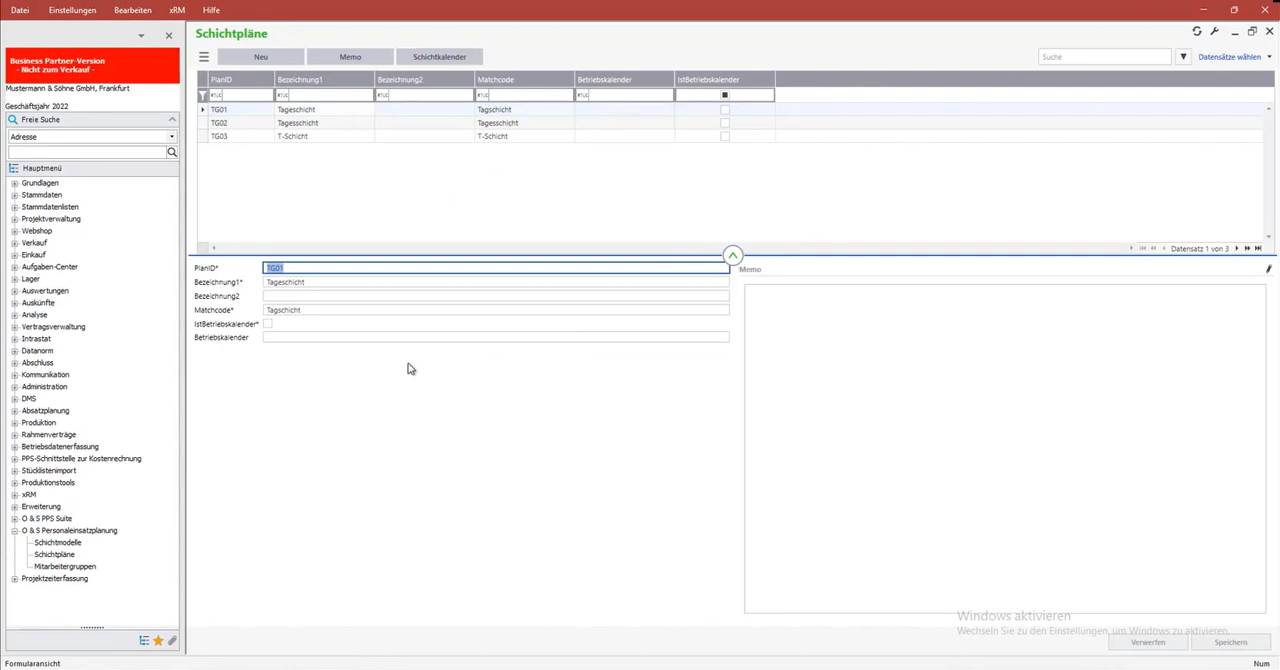 Datei Einstellungen Bearbeiten xRM Hilfe
Business Partner-Version
- Nicht zum Verkauf -
Mustermann & Söhne GmbH, Frankfurt
Geschäftsjahr 2022
Freie Suche
Adresse
Hauptmenü
Grundlagen
Stammdaten
Stammdatenlisten
Projektverwaltung
Webshop
Verkauf
Einkauf
Aufgaben-Center
Lager
Auswertungen
Auskünfte
Analyse
Vertragsverwaltung
Intrastat
Datanorm
Abschluss
Kommunikation
Administration
DMS
Absatzplanung
Produktion
Rahmenverträge
Betriebsdatenerfassung
PPS-Schnittstelle zur Kostenrechnung
Stücklistenimport
Produktionstools
xRM
Erweiterung
O & S PPS Suite
O & S Personaleinsatzplanung
Schichtmodelle
Schichtpläne
Mitarbeitergruppen
Projektzeiterfassung
Formularansicht
Schichtpläne
Neu Memo Schichtkalender Suche Datensätze wählen
PlanID Bezeichnung1 Bezeichnung2 Matchcode Betriebskalender IstBetriebskalender
TG01 Tageschicht Tagschicht
TG02 Tagesschicht Tagesschicht
TG03 T-Schicht T-Schicht
Datensatz 1 von 3
PlanID* TG01
Bezeichnung1* Tageschicht
Bezeichnung2
Matchcode* Tagschicht
IstBetriebskalender*
Betriebskalender
Memo
Windows aktivieren
Wechseln Sie zu den Einstellungen, um Windows zu aktivieren.
Verwerfen Speichern
Num